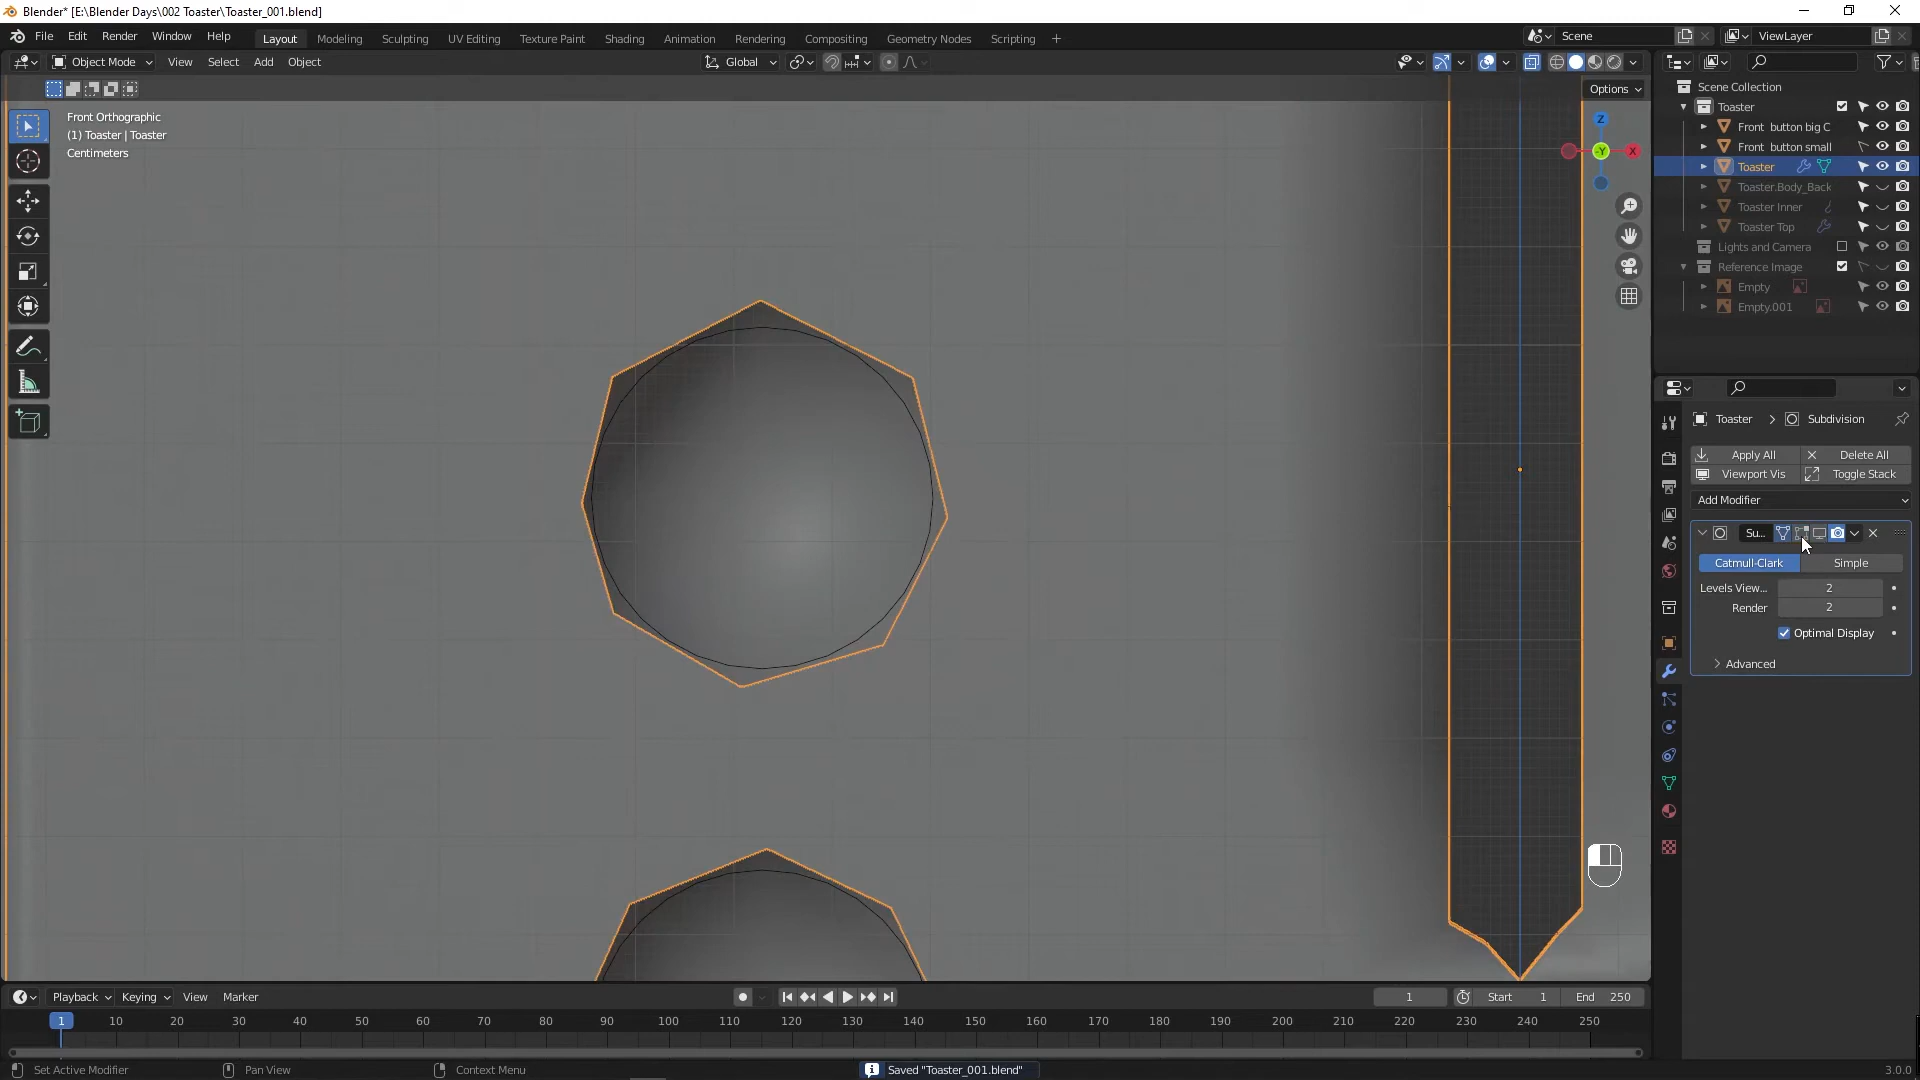 Blender* [E:\Blender Days\002 Toaster\Toaster_001.blend]
File Edit Render Window Help
Layout Modeling Sculpting UV Editing Texture Paint Shading Animation Rendering Compositing Geometry Nodes Scripting +
Scene
ViewLayer
Object Mode View Select Add Object
Global
Options
Front Orthographic
(1) Toaster | Toaster
Centimeters
Z
-Y
X
Scene Collection
Toaster
Front button big C
Front button small
Toaster
Toaster.Body_Back
Toaster Inner
Toaster Top
Lights and Camera
Reference Image
Empty
Empty.001
Toaster > Subdivision
Apply All Delete All
Viewport Vis Toggle Stack
Add Modifier
Su...
Catmull-Clark Simple
Levels View... 2
Render 2
Optimal Display
Advanced
Playback Keying View Marker
1 Start 1 End 250
1 10 20 30 40 50 60 70 80 90 100 110 120 130 140 150 160 170 180 190 200 210 220 230 240 250
Set Active Modifier Pan View Context Menu Saved "Toaster_001.blend" 3.0.0